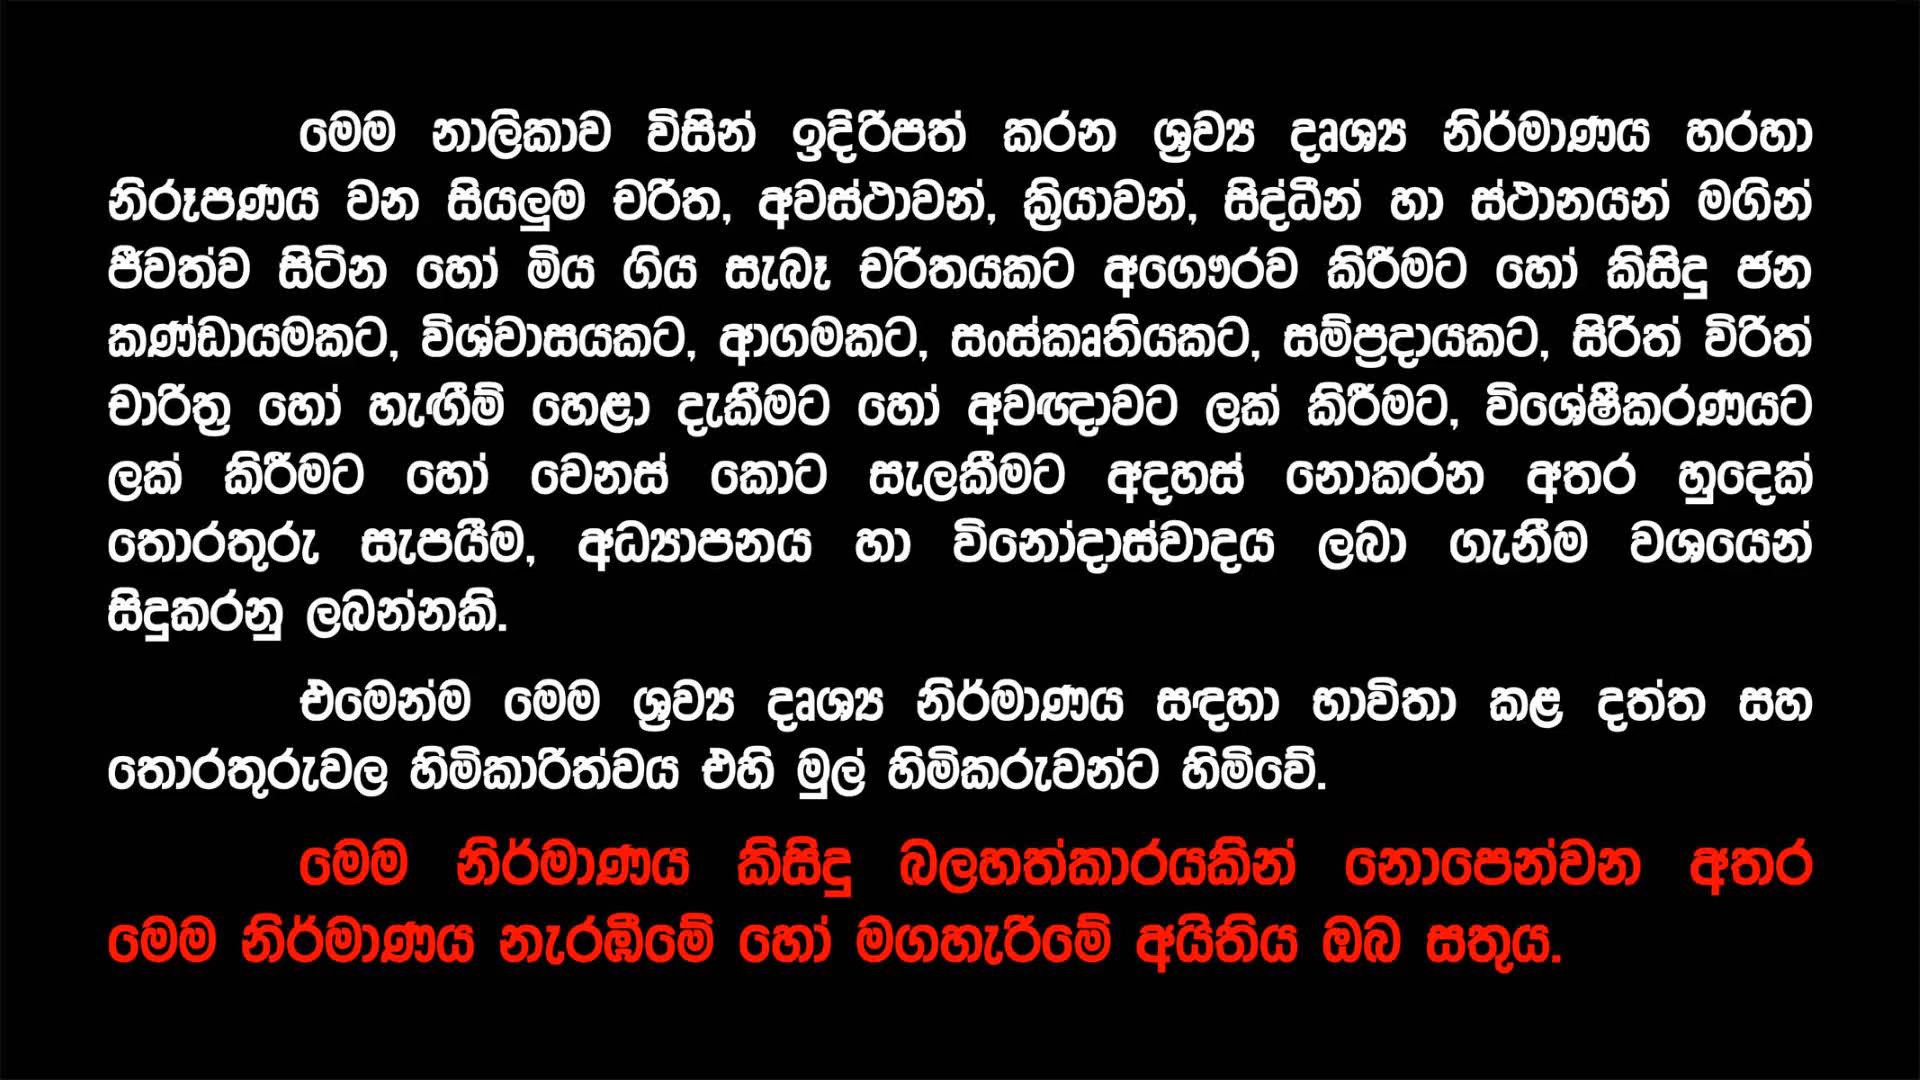 මෙම නාලිකාව විසින් ඉදිරිපත් කරන ශ්‍රව්‍ය දෘශ්‍ය නිර්මාණය හරහා
නිරූපණය වන සියලුම චරිත, අවස්ථාවන්, ක්‍රියාවන්, සිද්ධීන් හා ස්ථානයන් මගින්
ජීවත්ව සිටින හෝ මිය ගිය සැබෑ චරිතයකට අගෞරව කිරීමට හෝ කිසිදු ජන
කණ්ඩායමකට, විශ්වාසයකට, ආගමකට, සංස්කෘතියකට, සම්ප්‍රදායකට, සිරිත් විරිත්
චාරිත්‍ර හෝ හැඟීම් හෙළා දැකීමට හෝ අවඥාවට ලක් කිරීමට, විශේෂීකරණයට
ලක් කිරීමට හෝ වෙනස් කොට සැලකීමට අදහස් නොකරන අතර හුදෙක්
තොරතුරු සැපයීම, අධ්‍යාපනය හා විනෝදාස්වාදය ලබා ගැනීම වශයෙන්
සිදුකරනු ලබන්නකි.
එමෙන්ම මෙම ශ්‍රව්‍ය දෘශ්‍ය නිර්මාණය සඳහා භාවිතා කළ දත්ත සහ
තොරතුරුවල හිමිකාරිත්වය එහි මුල් හිමිකරුවන්ට හිමිවේ.
මෙම නිර්මාණය කිසිදු බලහත්කාරයකින් නොපෙන්වන අතර
මෙම නිර්මාණය නැරඹීමේ හෝ මගහැරීමේ අයිතිය ඔබ සතුය.